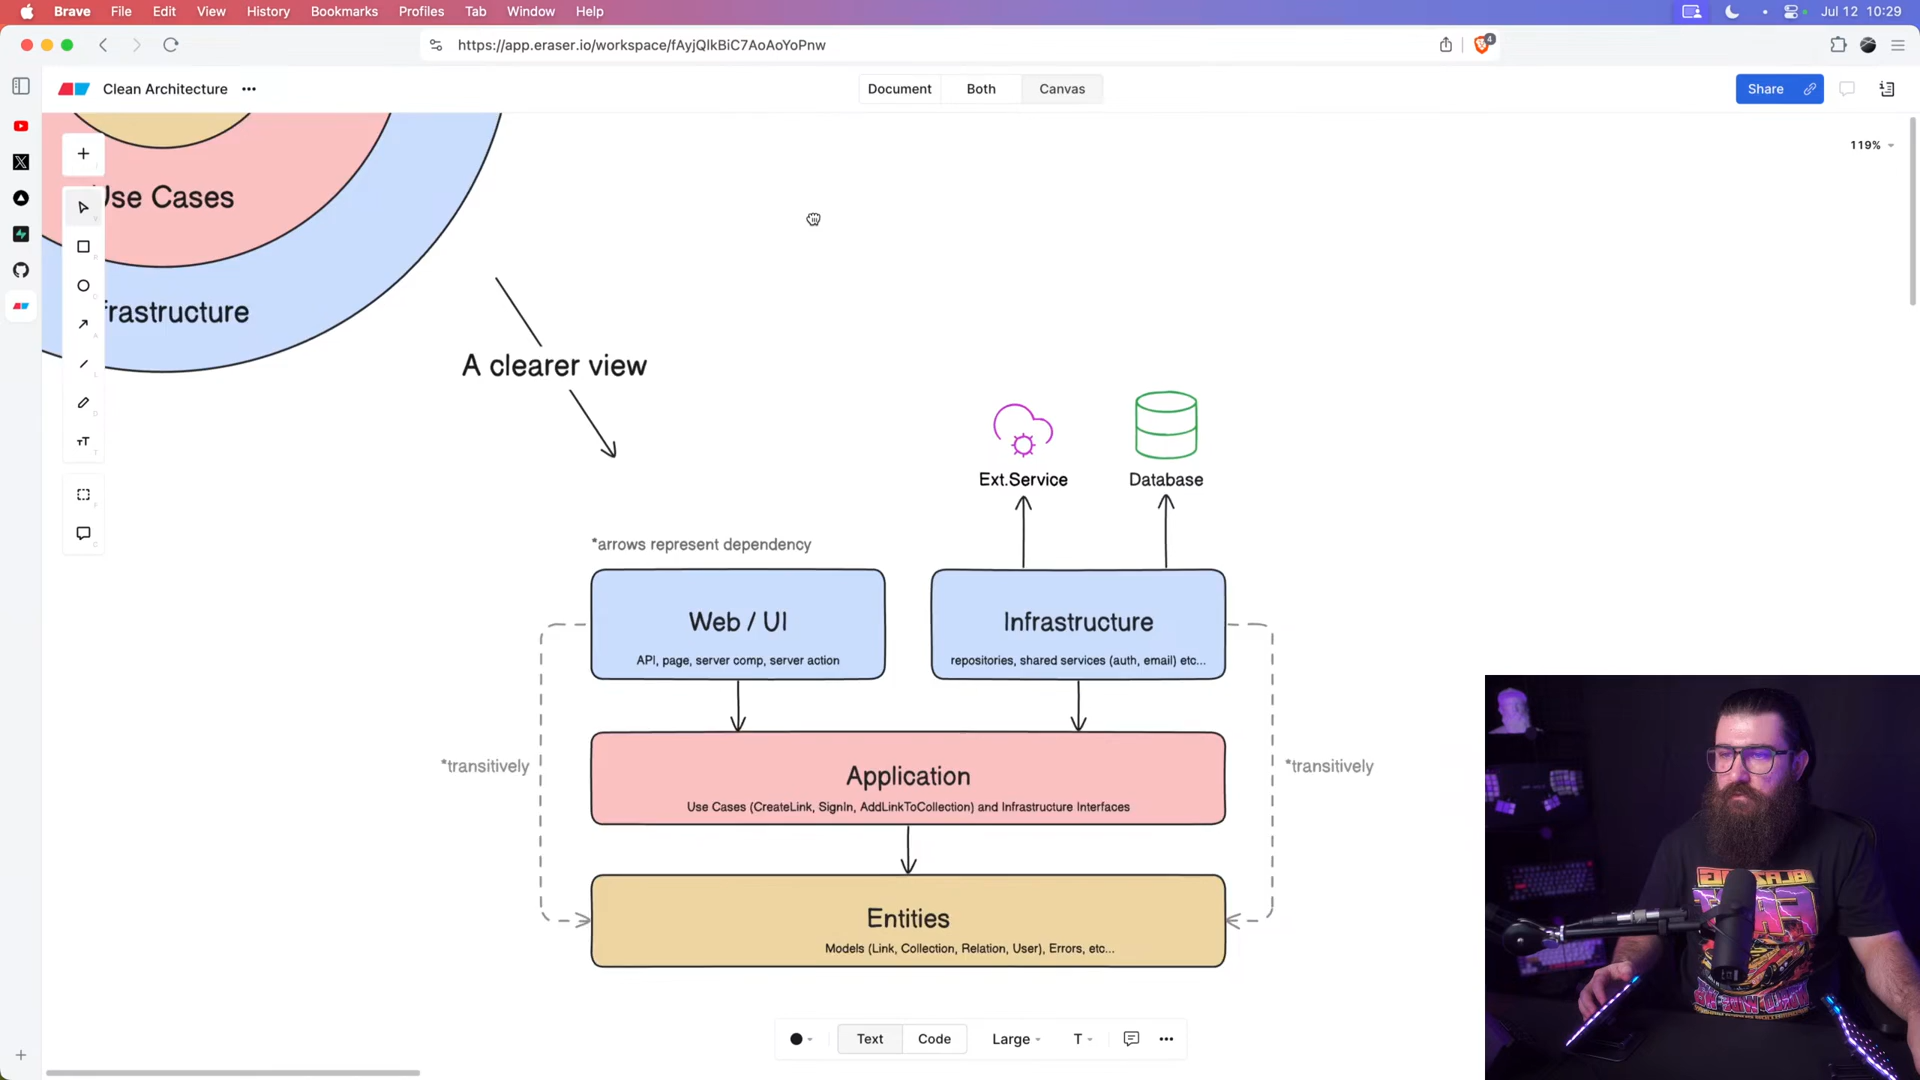 Brave File Edit View History Bookmarks Profiles Tab Window Help
Jul 12 10:29
https://app.eraser.io/workspace/fAyjQlkBiC7AoAoYoPnw
4
Clean Architecture
Document Both Canvas
Share
119%
Use Cases
frastructure
A clearer view
Ext.Service
Database
*arrows represent dependency
Web / UI
API, page, server comp, server action
Infrastructure
repositories, shared services (auth, email) etc...
*transitively
*transitively
Application
Use Cases (CreateLink, SignIn, AddLinkToCollection) and Infrastructure Interfaces
Entities
Models (Link, Collection, Relation, User), Errors, etc...
Text Code Large T